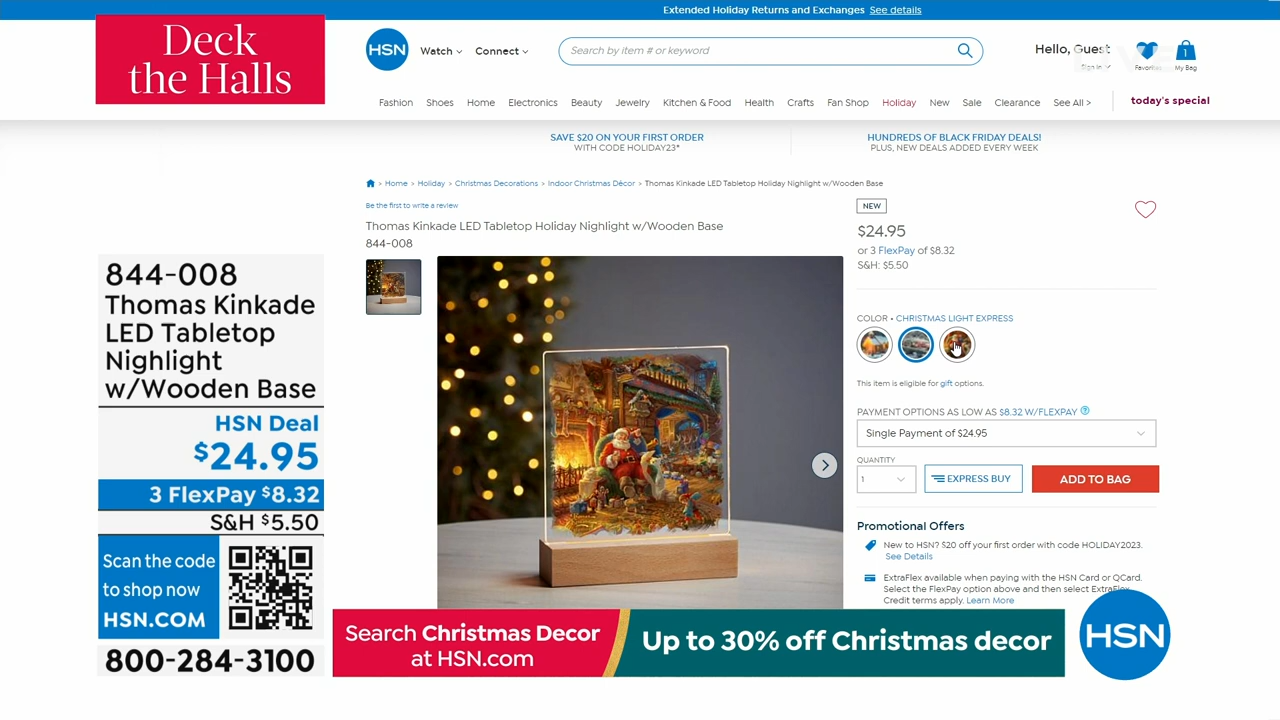 Extended Holiday Returns and Exchanges See details
Deck
the Halls
HSN
Watch
Connect
Search by item # or keyword
Hello, Guest
Sign In
Favorites
1
My Bag
Fashion Shoes Home Electronics Beauty Jewelry Kitchen & Food Health Crafts Fan Shop Holiday New Sale Clearance See All > today's special
SAVE $20 ON YOUR FIRST ORDER
WITH CODE HOLIDAY23*
HUNDREDS OF BLACK FRIDAY DEALS!
PLUS, NEW DEALS ADDED EVERY WEEK
> Home > Holiday > Christmas Decorations > Indoor Christmas Décor > Thomas Kinkade LED Tabletop Holiday Nighlight w/Wooden Base
Be the first to write a review
Thomas Kinkade LED Tabletop Holiday Nighlight w/Wooden Base
844-008
NEW
$24.95
or 3 FlexPay of $8.32
S&H: $5.50
COLOR • CHRISTMAS LIGHT EXPRESS
This item is eligible for gift options.
PAYMENT OPTIONS AS LOW AS $8.32 W/FLEXPAY ?
Single Payment of $24.95
QUANTITY
1
EXPRESS BUY
ADD TO BAG
Promotional Offers
New to HSN? $20 off your first order with code HOLIDAY2023.
See Details
ExtraFlex available when paying with the HSN Card or QCard.
Select the FlexPay option above and then select ExtraFlex
Credit terms apply. Learn More
844-008
Thomas Kinkade
LED Tabletop
Nighlight
w/Wooden Base
HSN Deal
$24.95
3 FlexPay $8.32
S&H $5.50
Scan the code
to shop now
HSN.COM
800-284-3100
Search Christmas Decor
at HSN.com
Up to 30% off Christmas decor
HSN